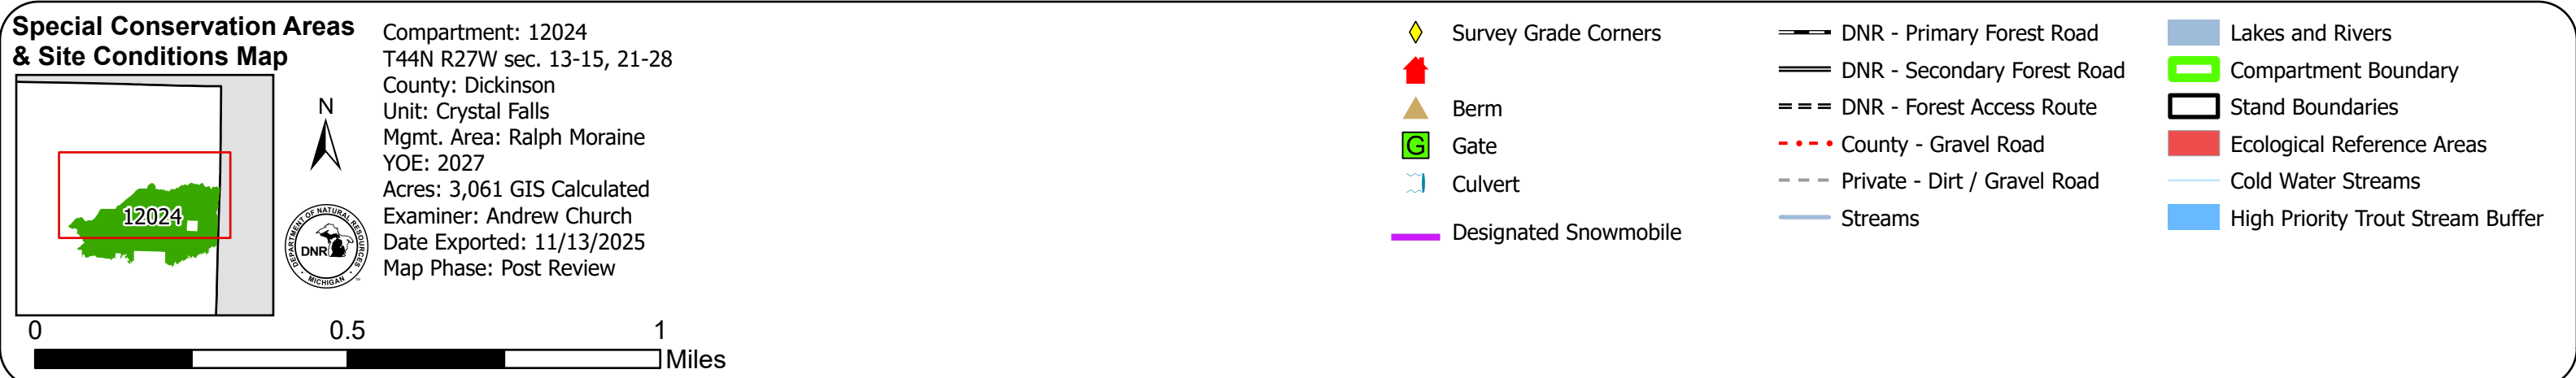 Special Conservation Areas
& Site Conditions Map
12024
N
DEPARTMENT OF NATURAL RESOURCES
DNR
MICHIGAN
Compartment: 12024
T44N R27W sec. 13-15, 21-28
County: Dickinson
Unit: Crystal Falls
Mgmt. Area: Ralph Moraine
YOE: 2027
Acres: 3,061 GIS Calculated
Examiner: Andrew Church
Date Exported: 11/13/2025
Map Phase: Post Review
0 0.5 1
Miles
Survey Grade Corners
Berm
G Gate
Culvert
Designated Snowmobile
DNR - Primary Forest Road
DNR - Secondary Forest Road
DNR - Forest Access Route
County - Gravel Road
Private - Dirt / Gravel Road
Streams
Lakes and Rivers
Compartment Boundary
Stand Boundaries
Ecological Reference Areas
Cold Water Streams
High Priority Trout Stream Buffer